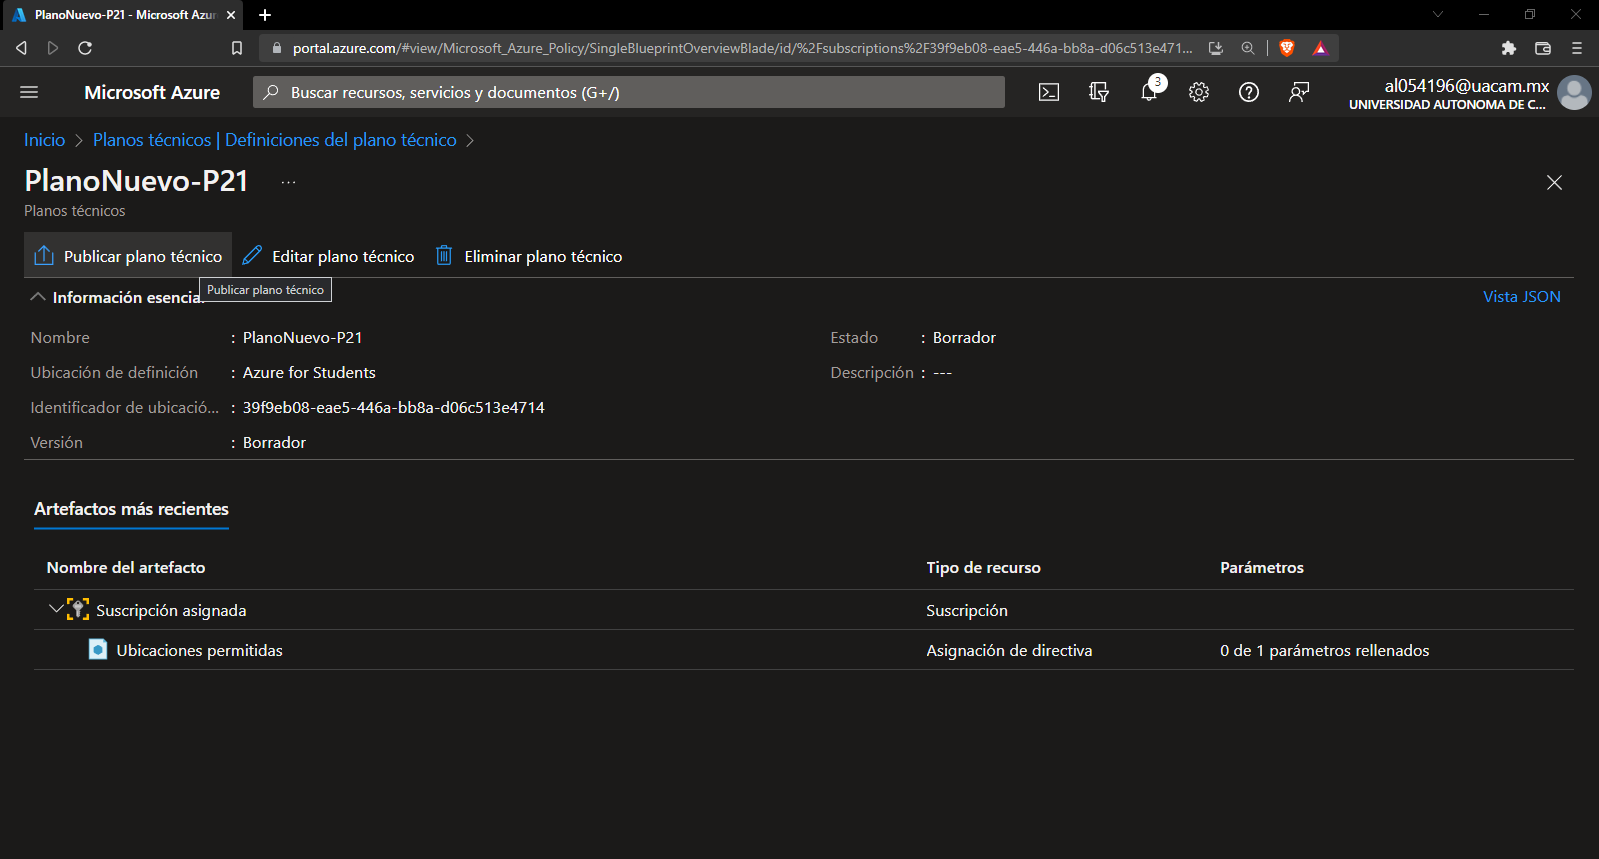 PlanoNuevo-P21 - Microsoft Azur
portal.azure.com/#view/Microsoft_Azure_Policy/SingleBlueprintOverviewBlade/id/%2Fsubscriptions%2F39f9eb08-eae5-446a-bb8a-d06c513e471...
Microsoft Azure
Buscar recursos, servicios y documentos (G+/)
3
al054196@uacam.mx
UNIVERSIDAD AUTONOMA DE C...
Inicio > Planos técnicos | Definiciones del plano técnico >
PlanoNuevo-P21 ...
Planos técnicos
Publicar plano técnico Editar plano técnico Eliminar plano técnico
Publicar plano técnico
Información esencial Vista JSON
Nombre : PlanoNuevo-P21 Estado : Borrador
Ubicación de definición : Azure for Students Descripción : ---
Identificador de ubicació... : 39f9eb08-eae5-446a-bb8a-d06c513e4714
Versión : Borrador
Artefactos más recientes
Nombre del artefacto Tipo de recurso Parámetros
Suscripción asignada Suscripción
Ubicaciones permitidas Asignación de directiva 0 de 1 parámetros rellenados